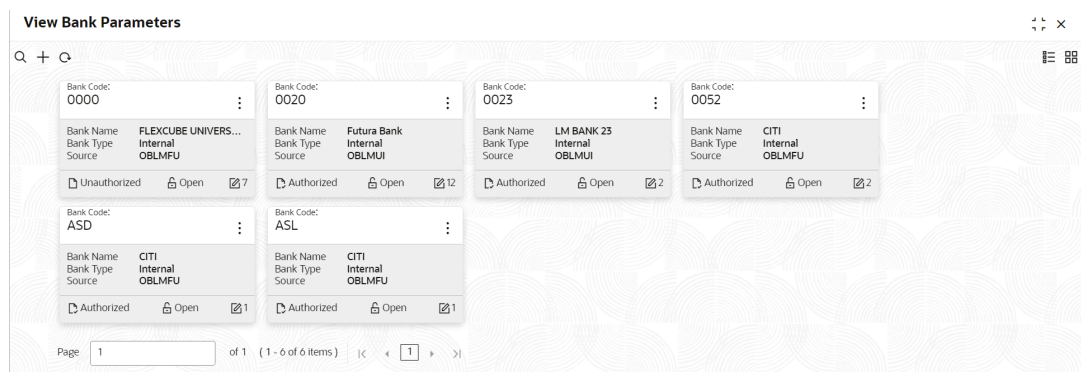 View Bank Parameters
Bank Code:
0000
Bank Name FLEXCUBE UNIVERS...
Bank Type Internal
Source OBLMFU
Unauthorized Open 7
Bank Code:
0020
Bank Name Futura Bank
Bank Type Internal
Source OBLMUI
Authorized Open 12
Bank Code:
0023
Bank Name LM BANK 23
Bank Type Internal
Source OBLMUI
Authorized Open 2
Bank Code:
0052
Bank Name CITI
Bank Type Internal
Source OBLMFU
Authorized Open 2
Bank Code:
ASD
Bank Name CITI
Bank Type Internal
Source OBLMFU
Authorized Open 1
Bank Code:
ASL
Bank Name CITI
Bank Type Internal
Source OBLMFU
Authorized Open 1
Page 1 of 1 (1 - 6 of 6 items) 1